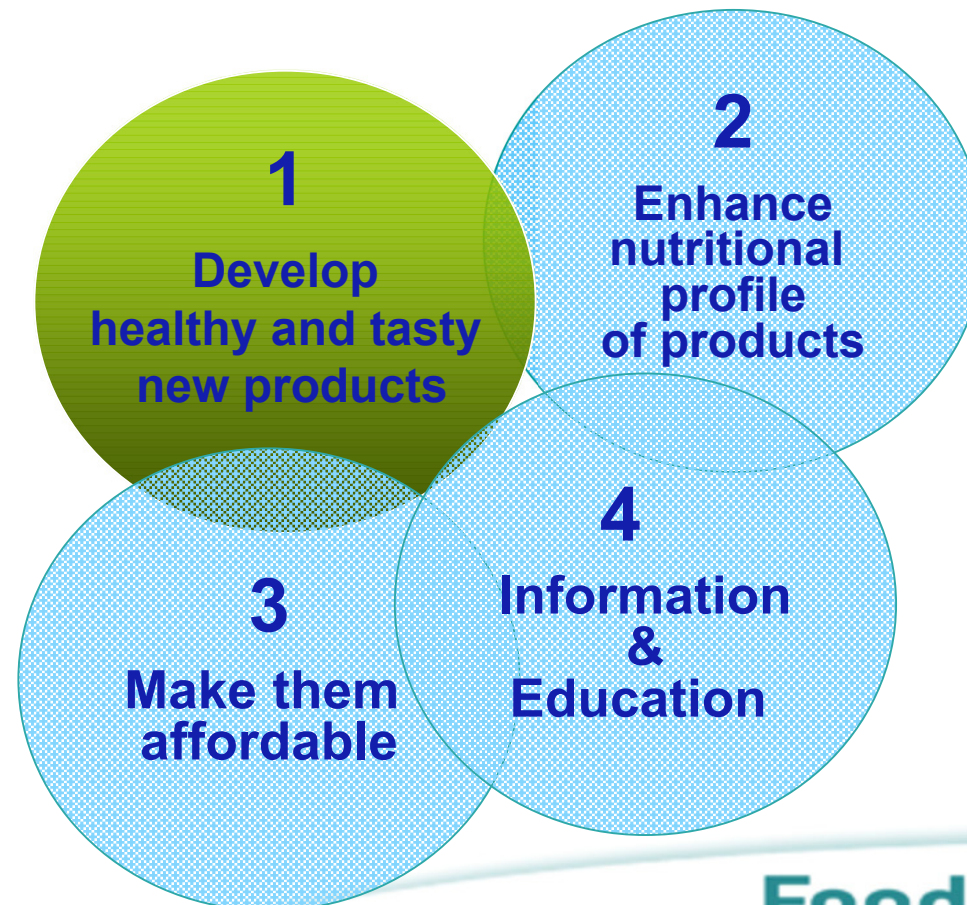 1
Develop
healthy and tasty
new products
2
Enhance
nutritional
profile
of products
3
Make them
affordable
4
Information
&
Education